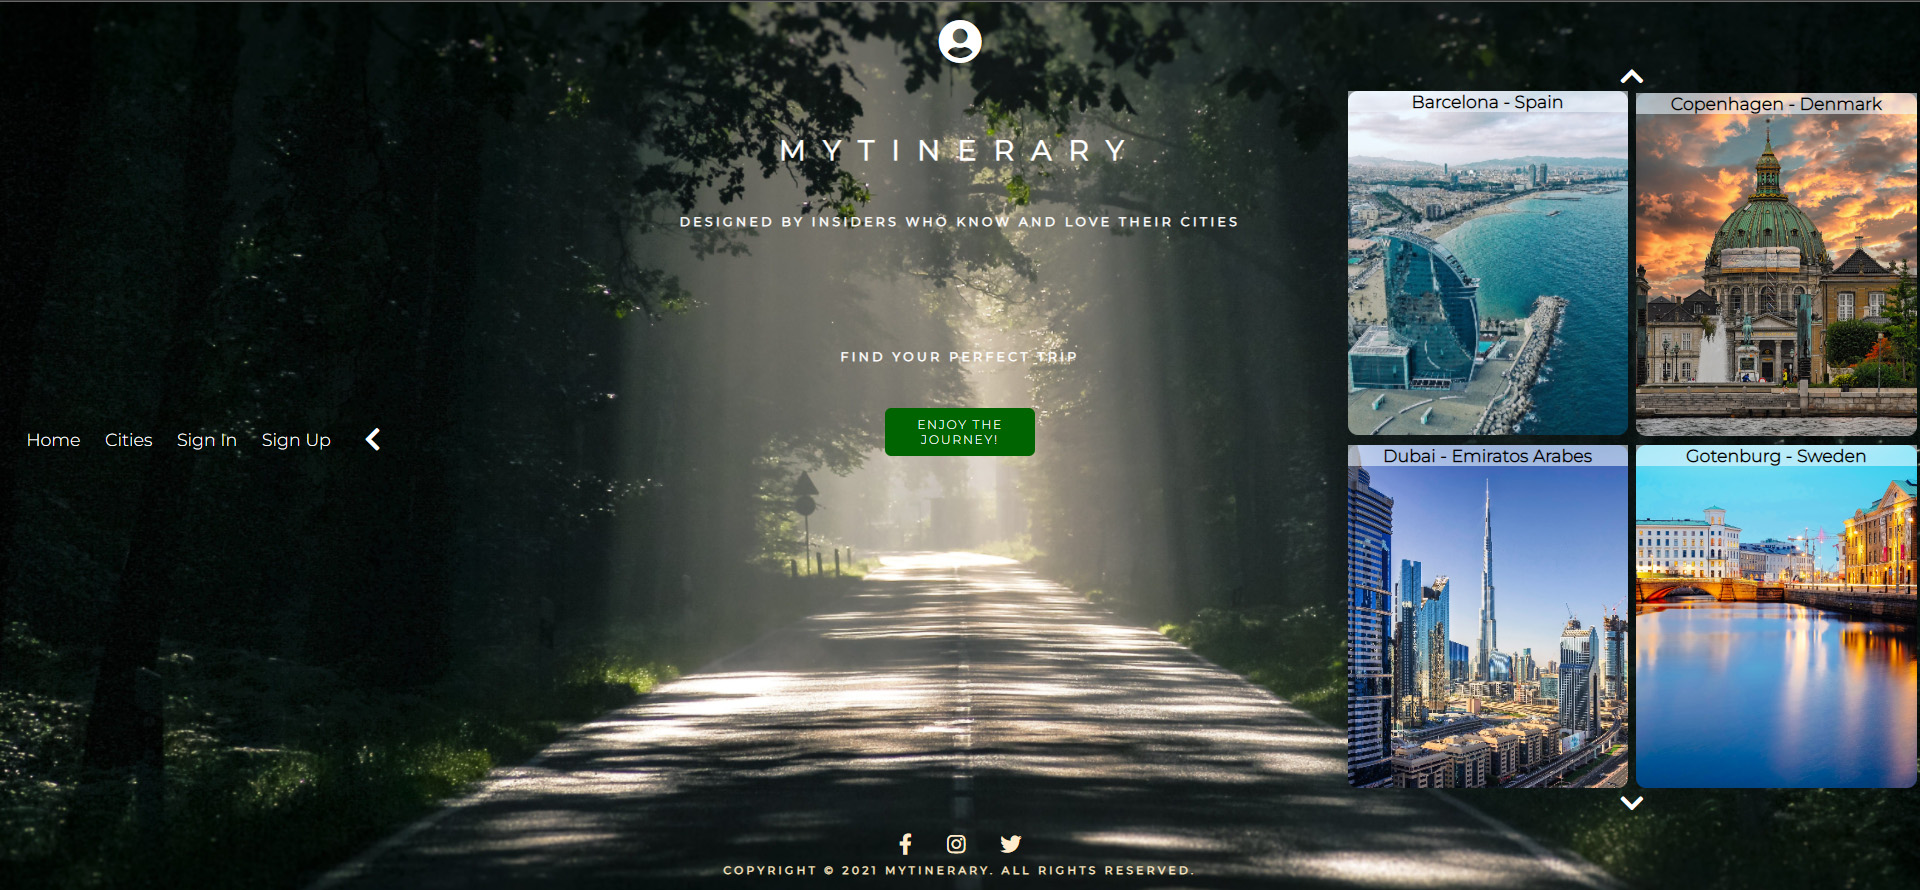 MYTINERARY
DESIGNED BY INSIDERS WHO KNOW AND LOVE THEIR CITIES
FIND YOUR PERFECT TRIP
ENJOY THE
JOURNEY!
Home
Cities
Sign In
Sign Up
Barcelona - Spain
Copenhagen - Denmark
Dubai - Emiratos Arabes
Gotenburg - Sweden
COPYRIGHT © 2021 MYTINERARY. ALL RIGHTS RESERVED.